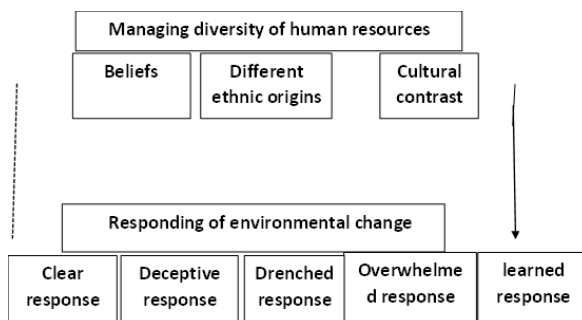 Managing diversity of human resources
Beliefs
Different
ethnic origins
Cultural
contrast
Responding of environmental change
Clear
response
Deceptive
response
Drenched
response
Overwhelme
d response
learned
response